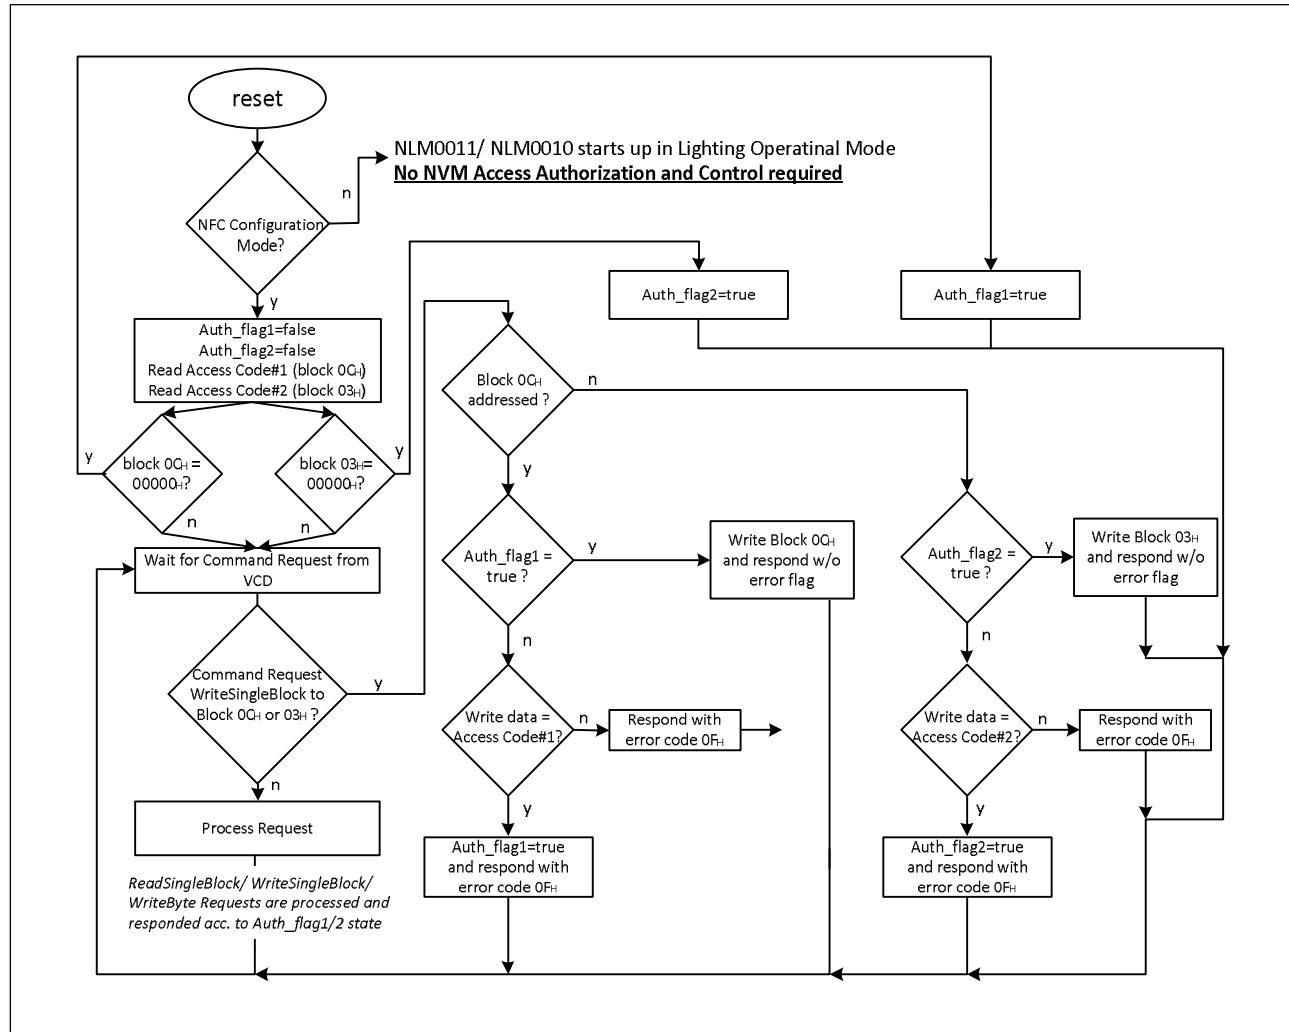 reset
NLM0011/ NLM0010 starts up in Lighting Operatinal Mode
No NVM Access Authorization and Control required
n
NFC Configuration
Mode?
y
Auth_flag2=true
Auth_flag1=true
Auth_flag1=false
Auth_flag2=false
Read Access Code#1 (block 0CH)
Read Access Code#2 (block 03H)
y
block 0CH =
00000H?
n
block 03H=
00000H?
y
n
Wait for Command Request from
VCD
Command Request
WriteSingleBlock to
Block 0CH or 03H ?
y
n
Process Request
ReadSingleBlock/ WriteSingleBlock/
WriteByte Requests are processed and
responded acc. to Auth_flag1/2 state
Block 0CH
addressed ?
n
y
Auth_flag1 =
true ?
y
Write Block 0CH
and respond w/o
error flag
n
Write data =
Access Code#1?
n
Respond with
error code 0FH
y
Auth_flag1=true
and respond with
error code 0FH
Auth_flag2 =
true ?
y
Write Block 03H
and respond w/o
error flag
n
Write data =
Access Code#2?
n
Respond with
error code 0FH
y
Auth_flag2=true
and respond with
error code 0FH